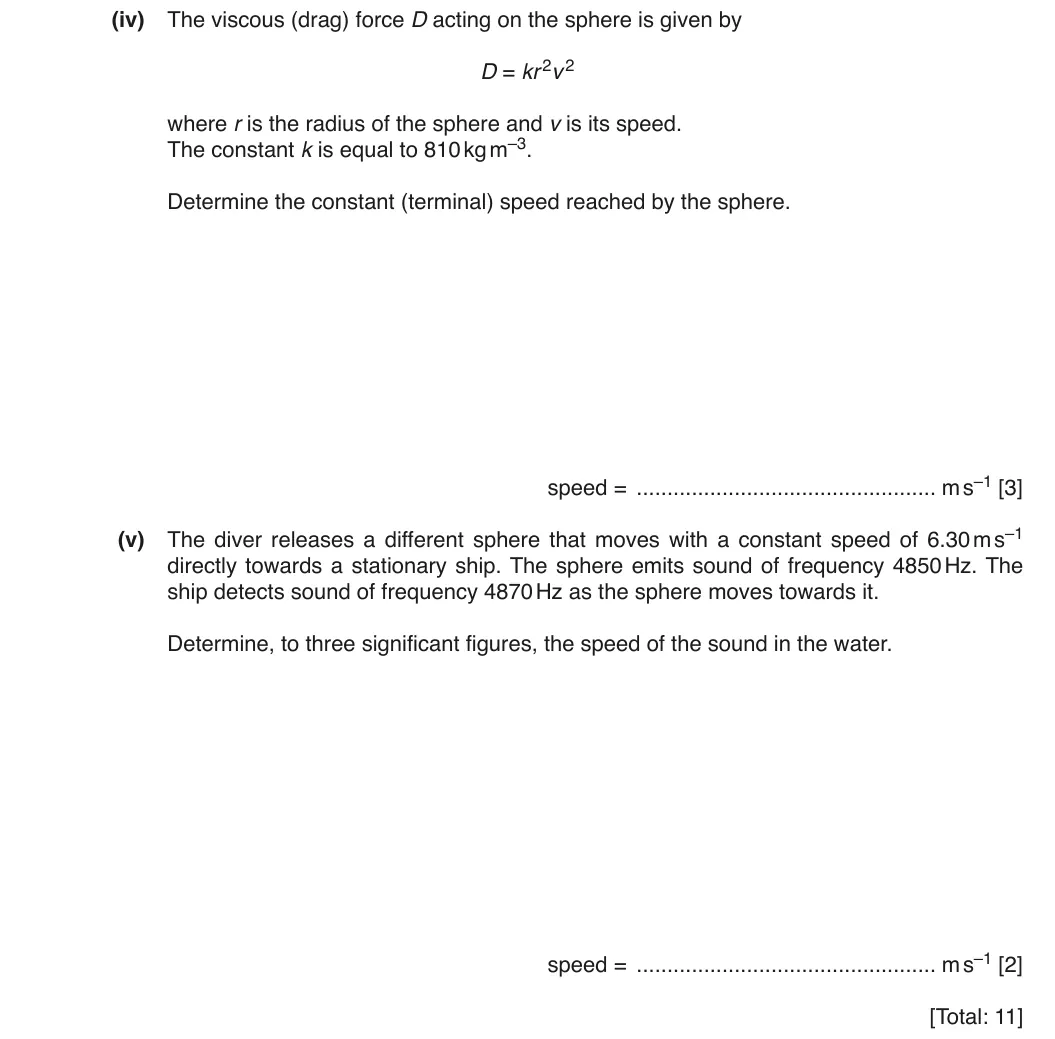 (iv) The viscous (drag) force D acting on the sphere is given by
D = kr²v²
where r is the radius of the sphere and v is its speed.
The constant k is equal to 810 kg m⁻³.
Determine the constant (terminal) speed reached by the sphere.
speed = ................................................. m s⁻¹ [3]
(v) The diver releases a different sphere that moves with a constant speed of 6.30 m s⁻¹
directly towards a stationary ship. The sphere emits sound of frequency 4850 Hz. The
ship detects sound of frequency 4870 Hz as the sphere moves towards it.
Determine, to three significant figures, the speed of the sound in the water.
speed = ................................................. m s⁻¹ [2]
[Total: 11]